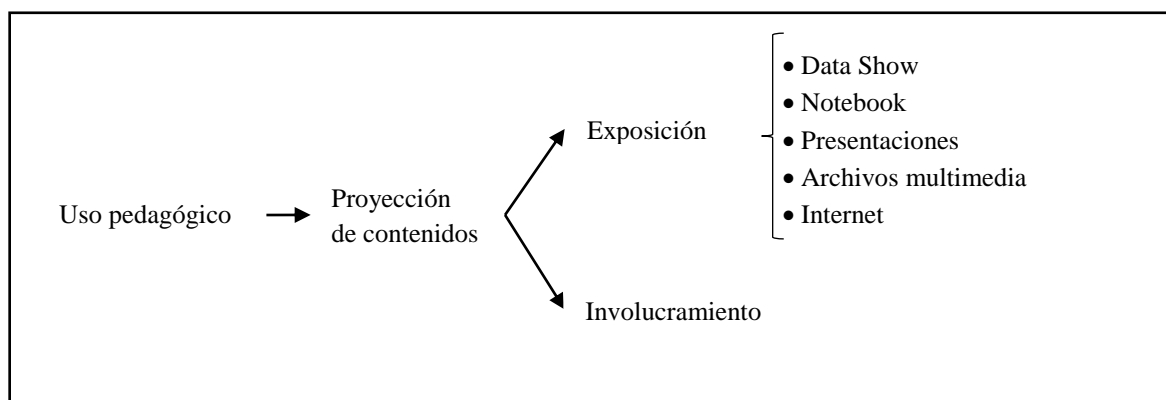 Uso pedagógico
Proyección
de contenidos
Exposición
• Data Show
• Notebook
• Presentaciones
• Archivos multimedia
• Internet
Involucramiento